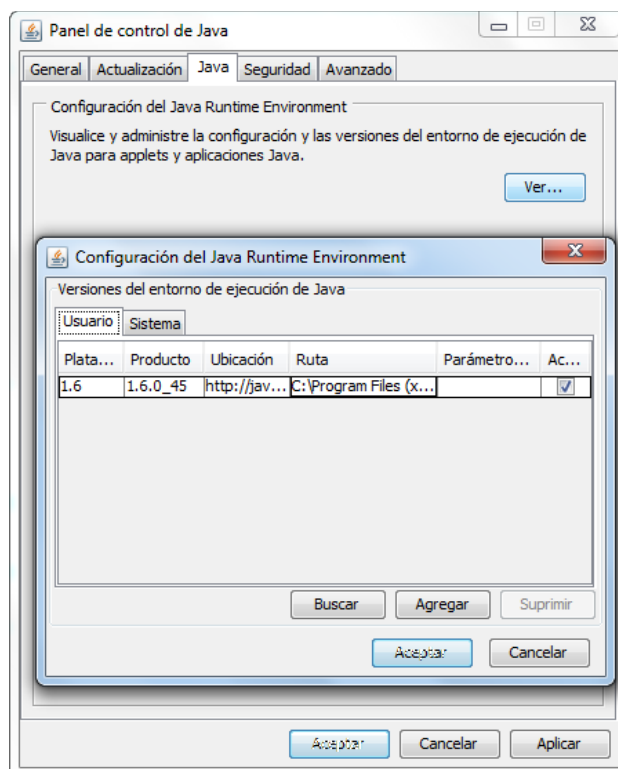 Panel de control de Java
General Actualización Java Seguridad Avanzado
Configuración del Java Runtime Environment
Visualice y administre la configuración y las versiones del entorno de ejecución de
Java para applets y aplicaciones Java.
Ver...
Configuración del Java Runtime Environment
Versiones del entorno de ejecución de Java
Usuario Sistema
Plata... Producto Ubicación Ruta Parámetro... Ac...
1.6 1.6.0_45 http://jav... C:\Program Files (x...
Buscar Agregar Suprimir
Aceptar Cancelar
Aceptar Cancelar Aplicar